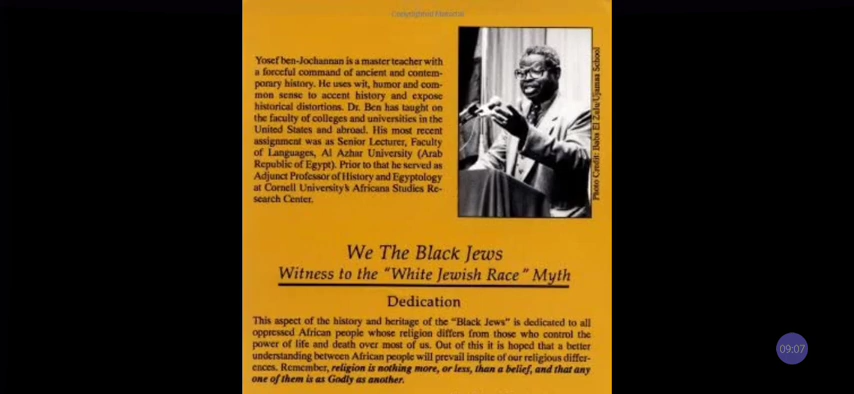 Copyrighted Material
Yosef ben-Jochannan is a master teacher with
a forceful command of ancient and contem-
porary history. He uses wit, humor and com-
mon sense to accent history and expose
historical distortions. Dr. Ben has taught on
the faculty of colleges and universities in the
United States and abroad. His most recent
assignment was as Senior Lecturer, Faculty
of Languages, Al Azhar University (Arab
Republic of Egypt). Prior to that he served as
Adjunct Professor of History and Egyptology
at Cornell University's Africana Studies Re-
search Center.
Photo Credit: Baba El Zulu/Ujamaa School
We The Black Jews
Witness to the "White Jewish Race" Myth
Dedication
This aspect of the history and heritage of the "Black Jews" is dedicated to all
oppressed African people whose religion differs from those who control the
power of life and death over most of us. Out of this it is hoped that a better
understanding between African people will prevail inspite of our religious differ-
ences. Remember, religion is nothing more, or less, than a belief, and that any
one of them is as Godly as another.
09:07